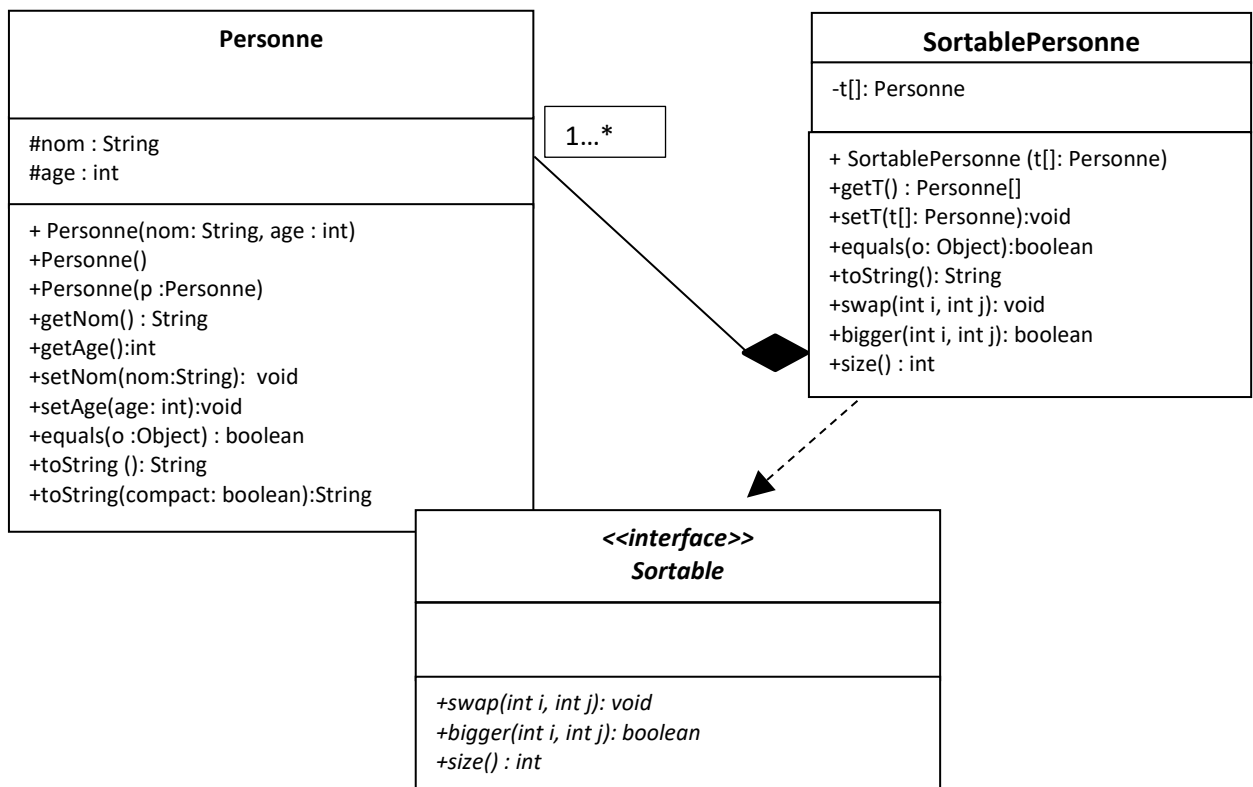 Personne
#nom : String
#age : int
+ Personne(nom: String, age : int)
+Personne()
+Personne(p :Personne)
+getNom() : String
+getAge():int
+setNom(nom:String):  void
+setAge(age: int):void
+equals(o :Object) : boolean
+toString (): String
+toString(compact: boolean):String
1...*
SortablePersonne
-t[]: Personne
+ SortablePersonne (t[]: Personne)
+getT() : Personne[]
+setT(t[]: Personne):void
+equals(o: Object):boolean
+toString(): String
+swap(int i, int j): void
+bigger(int i, int j): boolean
+size() : int
<<interface>>
Sortable
+swap(int i, int j): void
+bigger(int i, int j): boolean
+size() : int